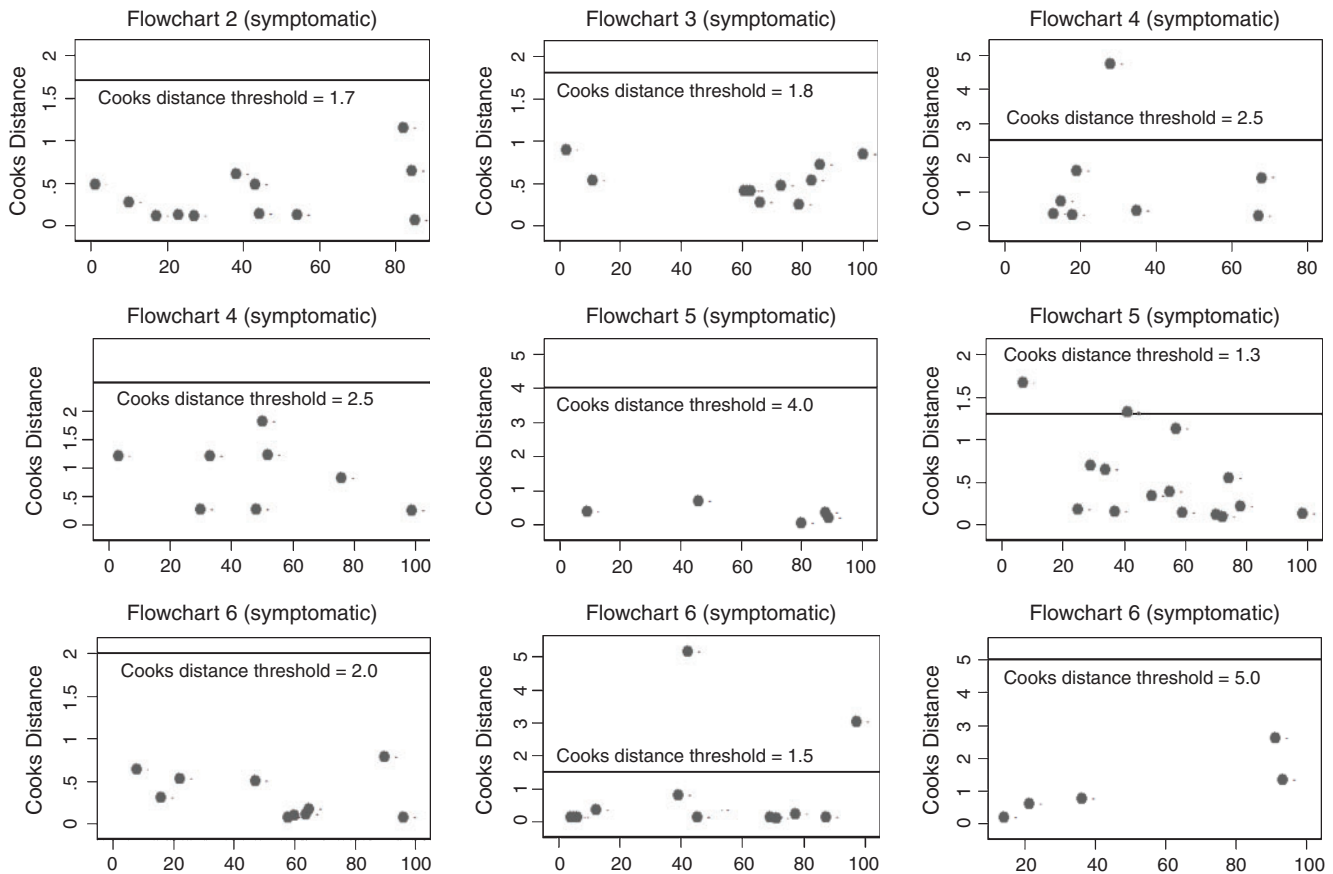 Flowchart 2 (symptomatic)
Cooks Distance
2
1.5
1
.5
0
Cooks distance threshold = 1.7
0 20 40 60 80
Flowchart 3 (symptomatic)
Cooks Distance
2
1.5
1
.5
0
Cooks distance threshold = 1.8
0 20 40 60 80 100
Flowchart 4 (symptomatic)
Cooks Distance
5
4
3
2
1
0
Cooks distance threshold = 2.5
0 20 40 60 80
Flowchart 4 (symptomatic)
Cooks Distance
2
1.5
1
.5
0
Cooks distance threshold = 2.5
0 20 40 60 80 100
Flowchart 5 (symptomatic)
Cooks Distance
5
4
3
2
1
0
Cooks distance threshold = 4.0
0 20 40 60 80 100
Flowchart 5 (symptomatic)
Cooks Distance
2
1.5
1
.5
0
Cooks distance threshold = 1.3
0 20 40 60 80 100
Flowchart 6 (symptomatic)
Cooks Distance
2
1.5
1
.5
0
Cooks distance threshold = 2.0
0 20 40 60 80 100
Flowchart 6 (symptomatic)
Cooks Distance
5
4
3
2
1
0
Cooks distance threshold = 1.5
0 20 40 60 80 100
Flowchart 6 (symptomatic)
Cooks Distance
5
4
3
2
1
0
Cooks distance threshold = 5.0
20 40 60 80 100